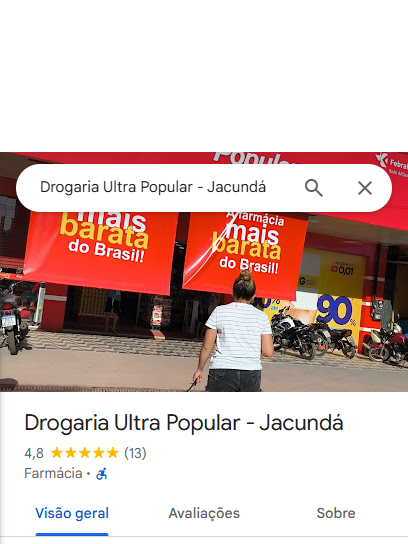 Popular
Febra
Drogaria Ultra Popular - Jacundá
mais
barata
do Brasil!
A farmácia
mais
barata
do Brasil!
0,01
90%
Drogaria Ultra Popular - Jacundá
4,8 ★★★★★ (13)
Farmácia ·
Visão geral
Avaliações
Sobre